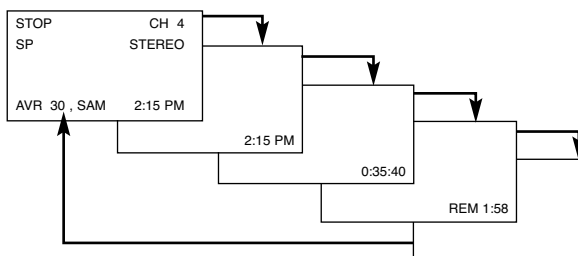 STOP CH 4
SP STEREO
AVR 30 , SAM 2:15 PM
2:15 PM
0:35:40
REM 1:58